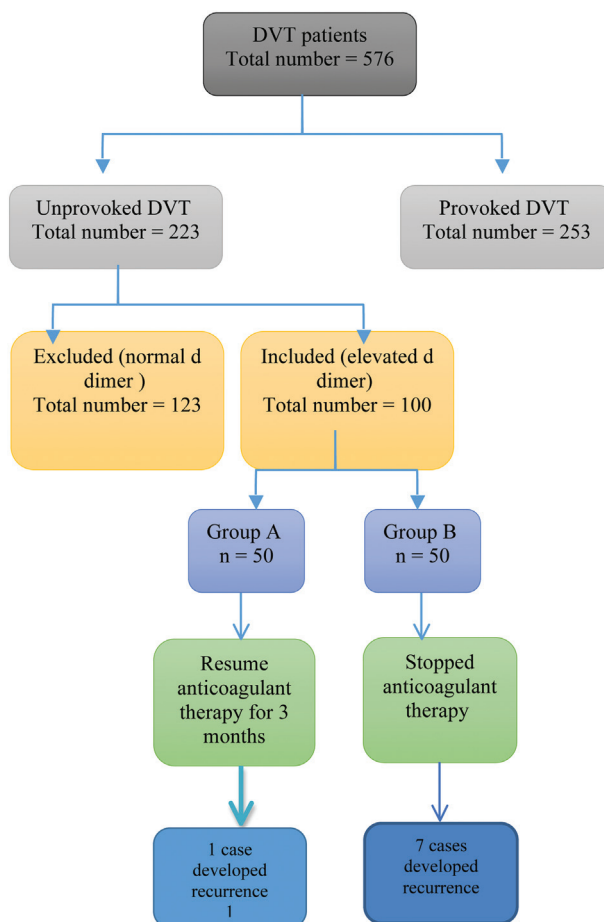 DVT patients
Total number = 576
Unprovoked DVT
Total number = 223
Provoked DVT
Total number = 253
Excluded (normal d
dimer )
Total number = 123
Included (elevated d
dimer)
Total number = 100
Group A
n = 50
Group B
n = 50
Resume
anticoagulant
therapy for 3
months
Stopped
anticoagulant
therapy
1 case
developed
recurrence
1
7 cases
developed
recurrence